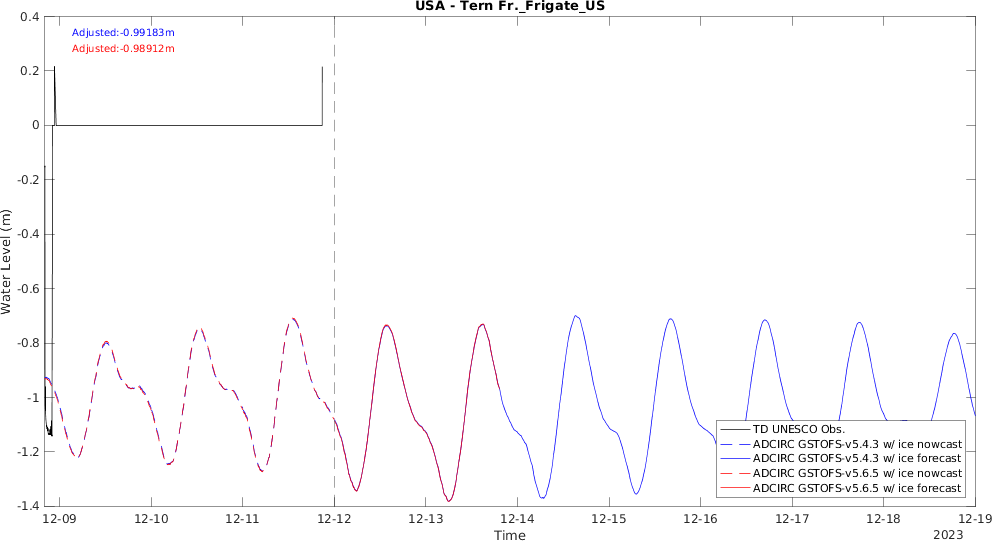 USA - Tern Fr._Frigate_US
Adjusted:-0.99183m
Adjusted:-0.98912m
0.4
0.2
0
-0.2
-0.4
-0.6
-0.8
-1
-1.2
-1.4
Water Level (m)
TD UNESCO Obs.
ADCIRC GSTOFS-v5.4.3 w/ ice nowcast
ADCIRC GSTOFS-v5.4.3 w/ ice forecast
ADCIRC GSTOFS-v5.6.5 w/ ice nowcast
ADCIRC GSTOFS-v5.6.5 w/ ice forecast
12-09 12-10 12-11 12-12 12-13 12-14 12-15 12-16 12-17 12-18 12-19
Time
2023